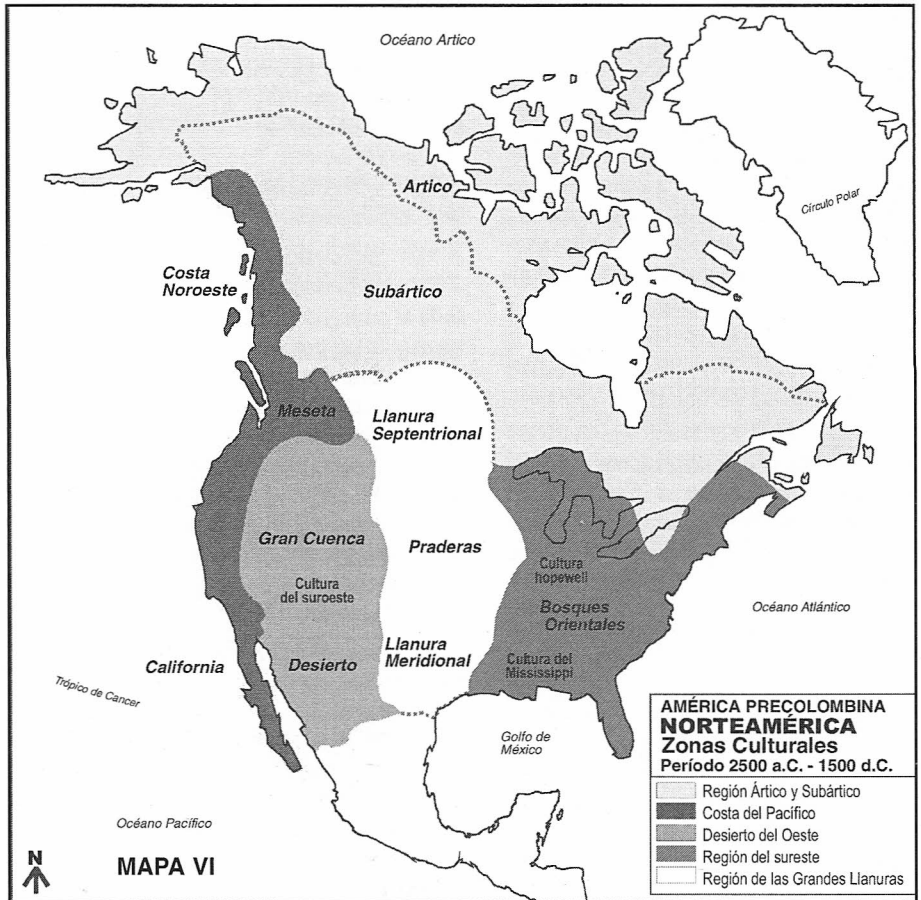 Océano Artico
Artico
Círculo Polar
Costa
Noroeste
Subártico
Meseta
Llanura
Septentrional
Gran Cuenca
Praderas
Cultura
hopewell
Cultura
del suroeste
Bosques
Orientales
Océano Atlántico
California
Desierto
Llanura
Meridional
Cultura del
Mississippi
Trópico de Cancer
Golfo de
México
Océano Pacífico
N
MAPA VI
AMÉRICA PRECOLOMBINA
NORTEAMÉRICA
Zonas Culturales
Período 2500 a.C. - 1500 d.C.
Región Ártico y Subártico
Costa del Pacífico
Desierto del Oeste
Región del sureste
Región de las Grandes Llanuras